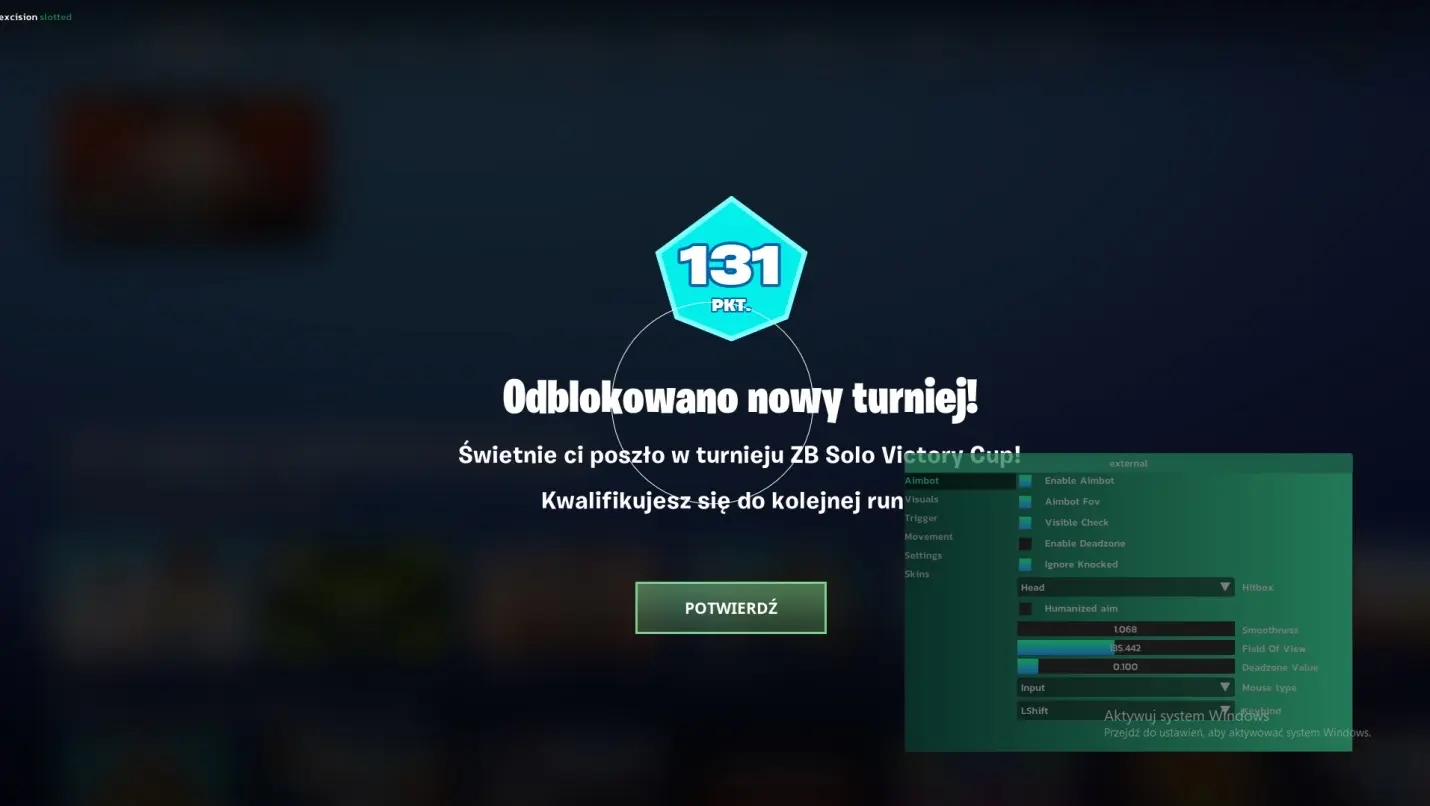 excision slotted
131
PKT.
Odblokowano nowy turniej!
Świetnie ci poszło w turnieju ZB Solo Victory Cup!
Kwalifikujesz się do kolejnej run
POTWIERDŹ
external
Aimbot
Visuals
Trigger
Movement
Settings
Skins
Enable Aimbot
Aimbot Fov
Visible Check
Enable Deadzone
Ignore Knocked
Head Hitbox
Humanized aim
1.068 Smoothness
135.442 Field Of View
0.100 Deadzone Value
Input Mouse type
LShift Keybind
Aktywuj system Windows
Przejdź do ustawień, aby aktywować system Windows.